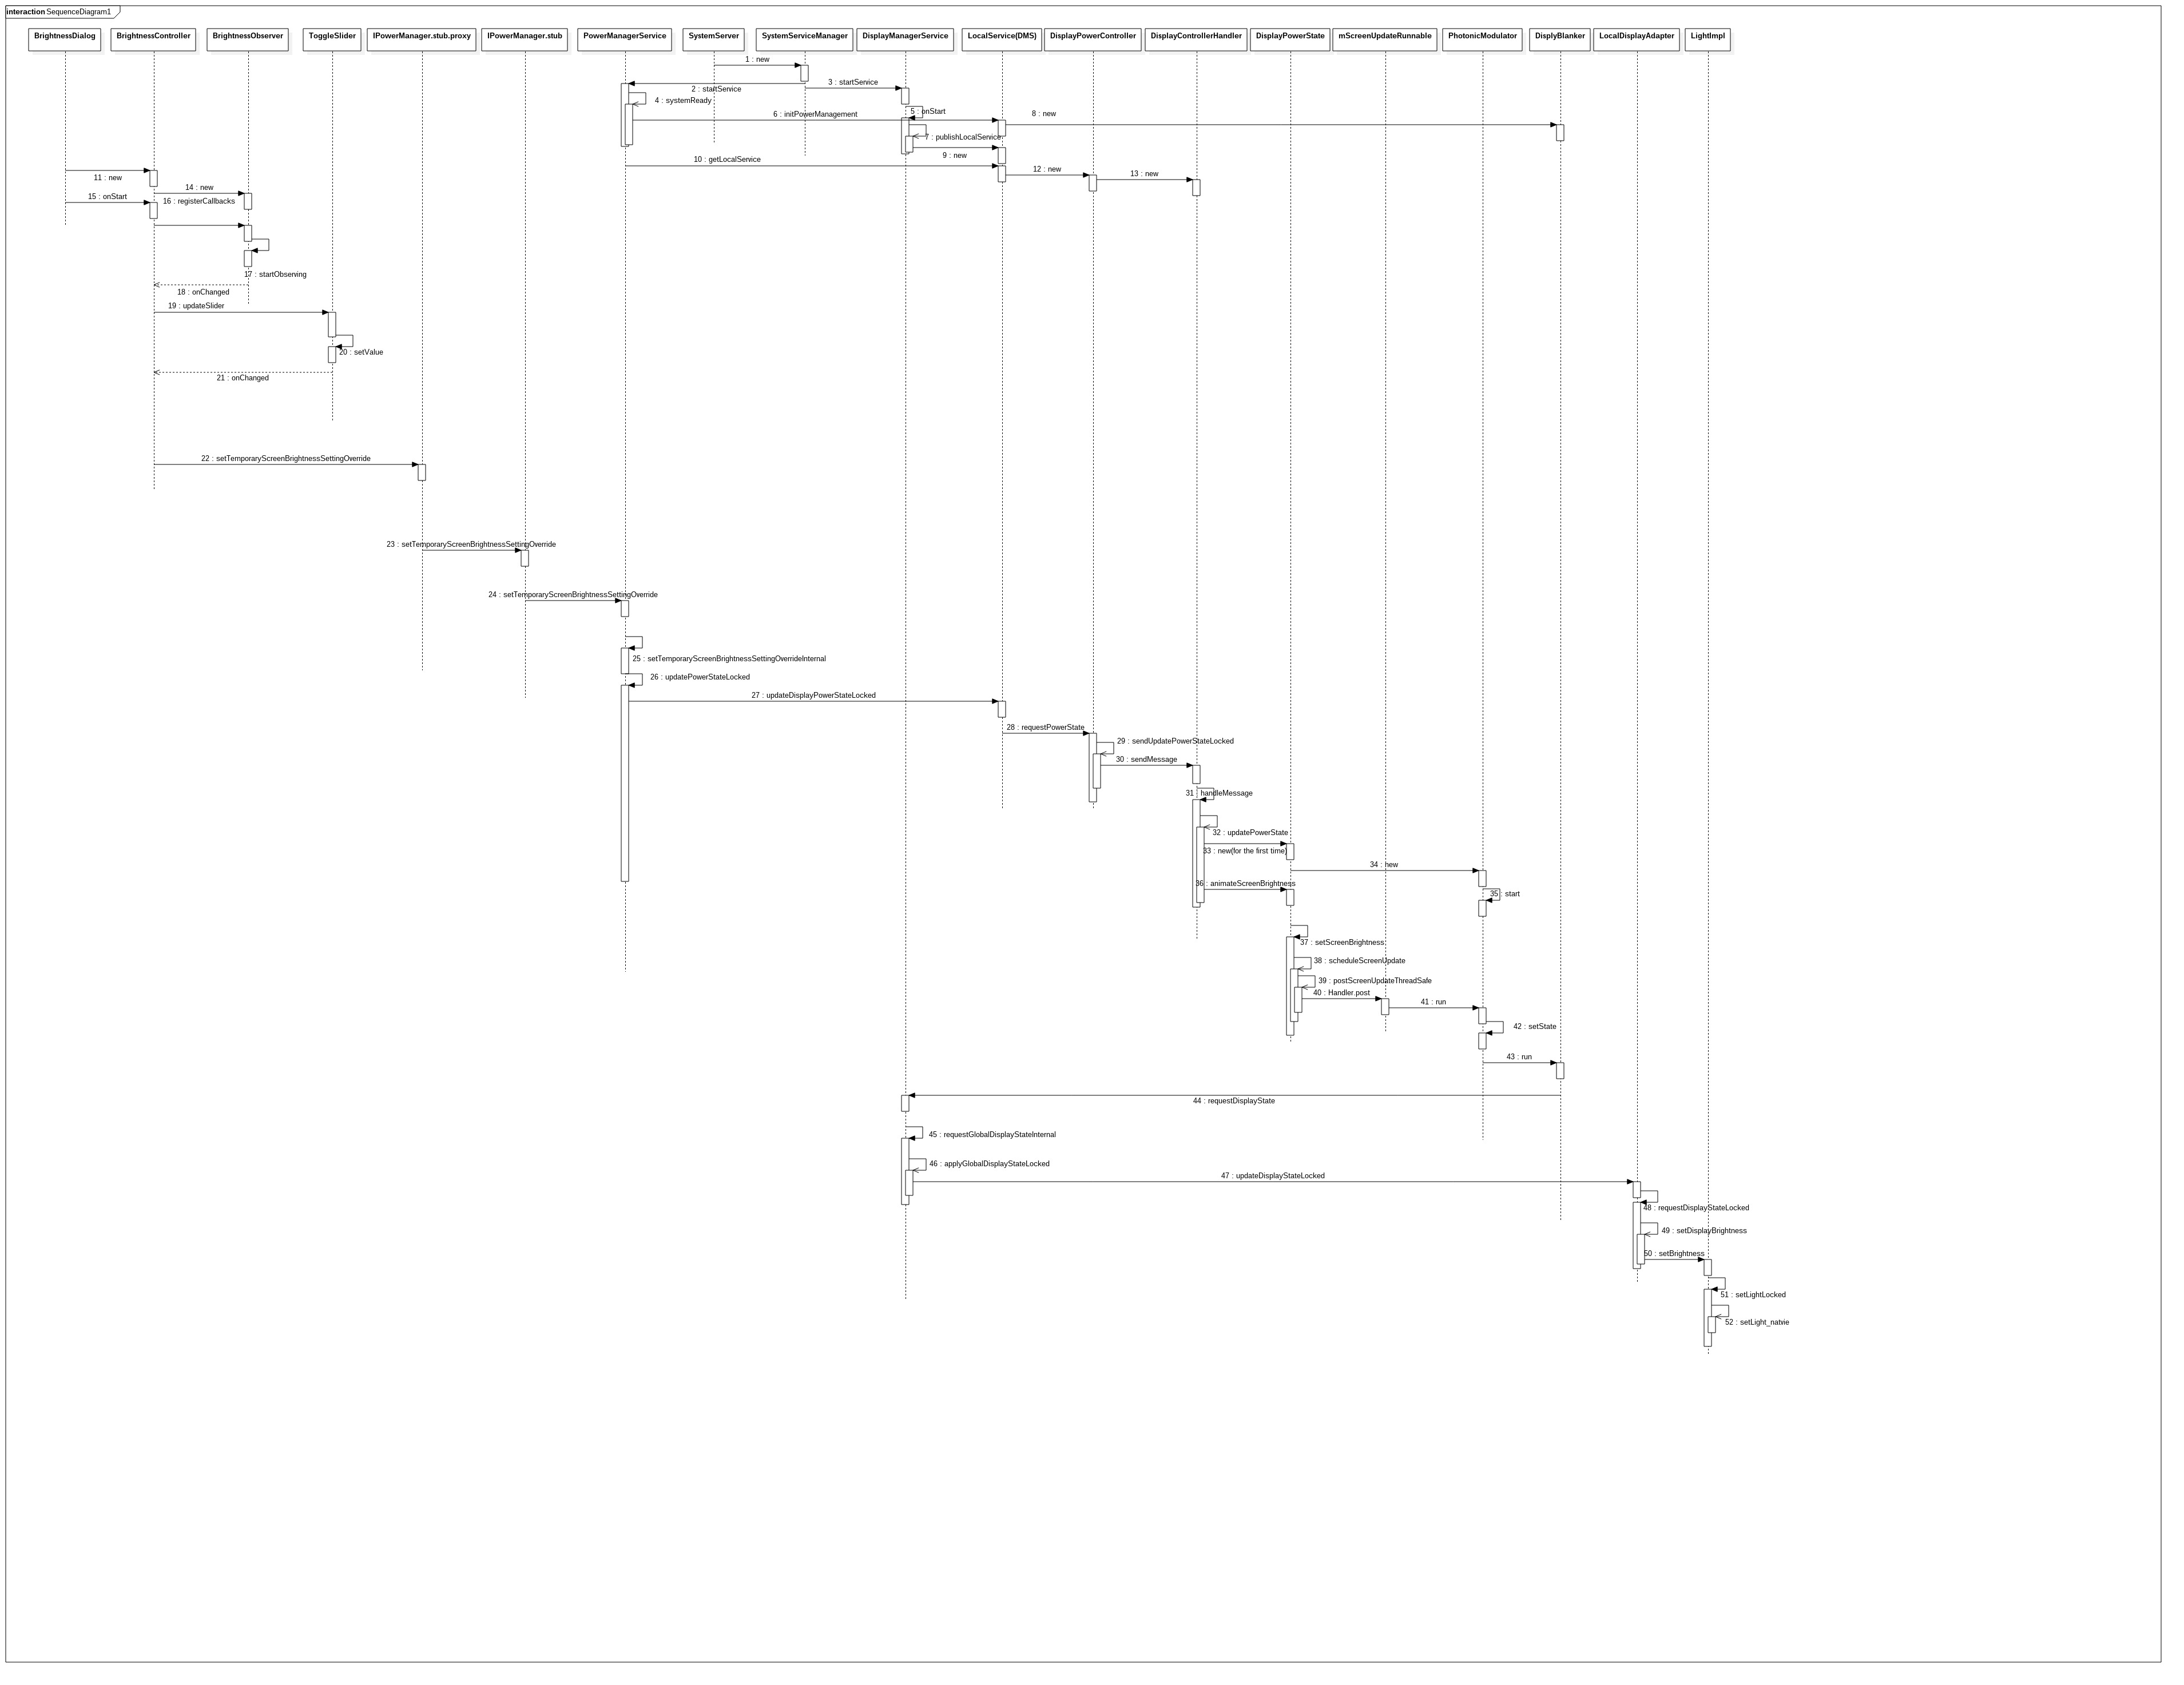 interaction SequenceDiagram1
BrightnessDialog
BrightnessController
BrightnessObserver
ToggleSlider
IPowerManager.stub.proxy
IPowerManager.stub
PowerManagerService
SystemServer
SystemServiceManager
DisplayManagerService
LocalService(DMS)
DisplayPowerController
DisplayControllerHandler
DisplayPowerState
mScreenUpdateRunnable
PhotonicModulator
DisplyBlanker
LocalDisplayAdapter
LightImpl
1 : new
2 : startService
3 : startService
4 : systemReady
5 : onStart
6 : initPowerManagement
7 : publishLocalService
8 : new
9 : new
10 : getLocalService
11 : new
12 : new
13 : new
14 : new
15 : onStart
16 : registerCallbacks
17 : startObserving
18 : onChanged
19 : updateSlider
20 : setValue
21 : onChanged
22 : setTemporaryScreenBrightnessSettingOverride
23 : setTemporaryScreenBrightnessSettingOverride
24 : setTemporaryScreenBrightnessSettingOverride
25 : setTemporaryScreenBrightnessSettingOverrideInternal
26 : updatePowerStateLocked
27 : updateDisplayPowerStateLocked
28 : requestPowerState
29 : sendUpdatePowerStateLocked
30 : sendMessage
31 : handleMessage
32 : updatePowerState
33 : new(for the first time)
34 : new
35 : start
36 : animateScreenBrightness
37 : setScreenBrightness
38 : scheduleScreenUpdate
39 : postScreenUpdateThreadSafe
40 : Handler.post
41 : run
42 : setState
43 : run
44 : requestDisplayState
45 : requestGlobalDisplayStateInternal
46 : applyGlobalDisplayStateLocked
47 : updateDisplayStateLocked
48 : requestDisplayStateLocked
49 : setDisplayBrightness
50 : setBrightness
51 : setLightLocked
52 : setLight_natvie